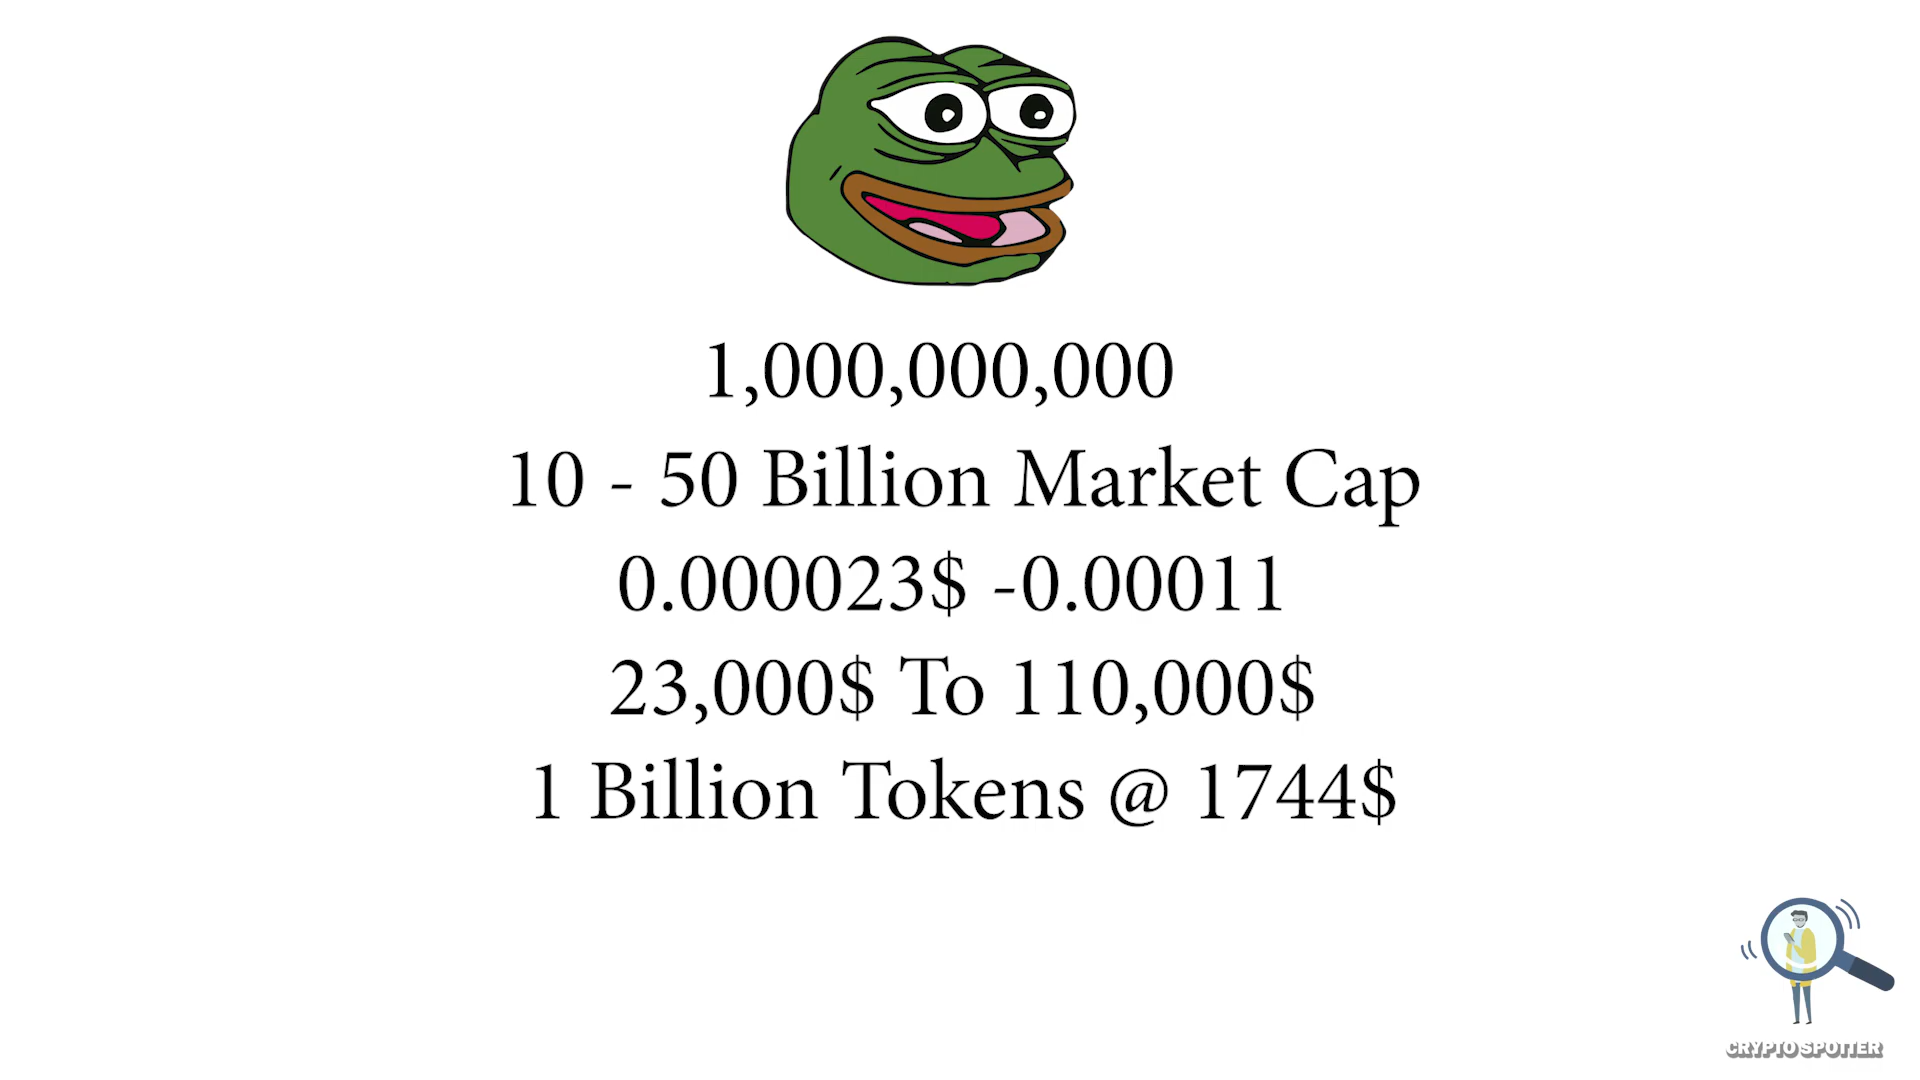 1,000,000,000
10 - 50 Billion Market Cap
0.000023$ -0.00011
23,000$ To 110,000$
1 Billion Tokens @ 1744$
CRYPTO SPOTTER